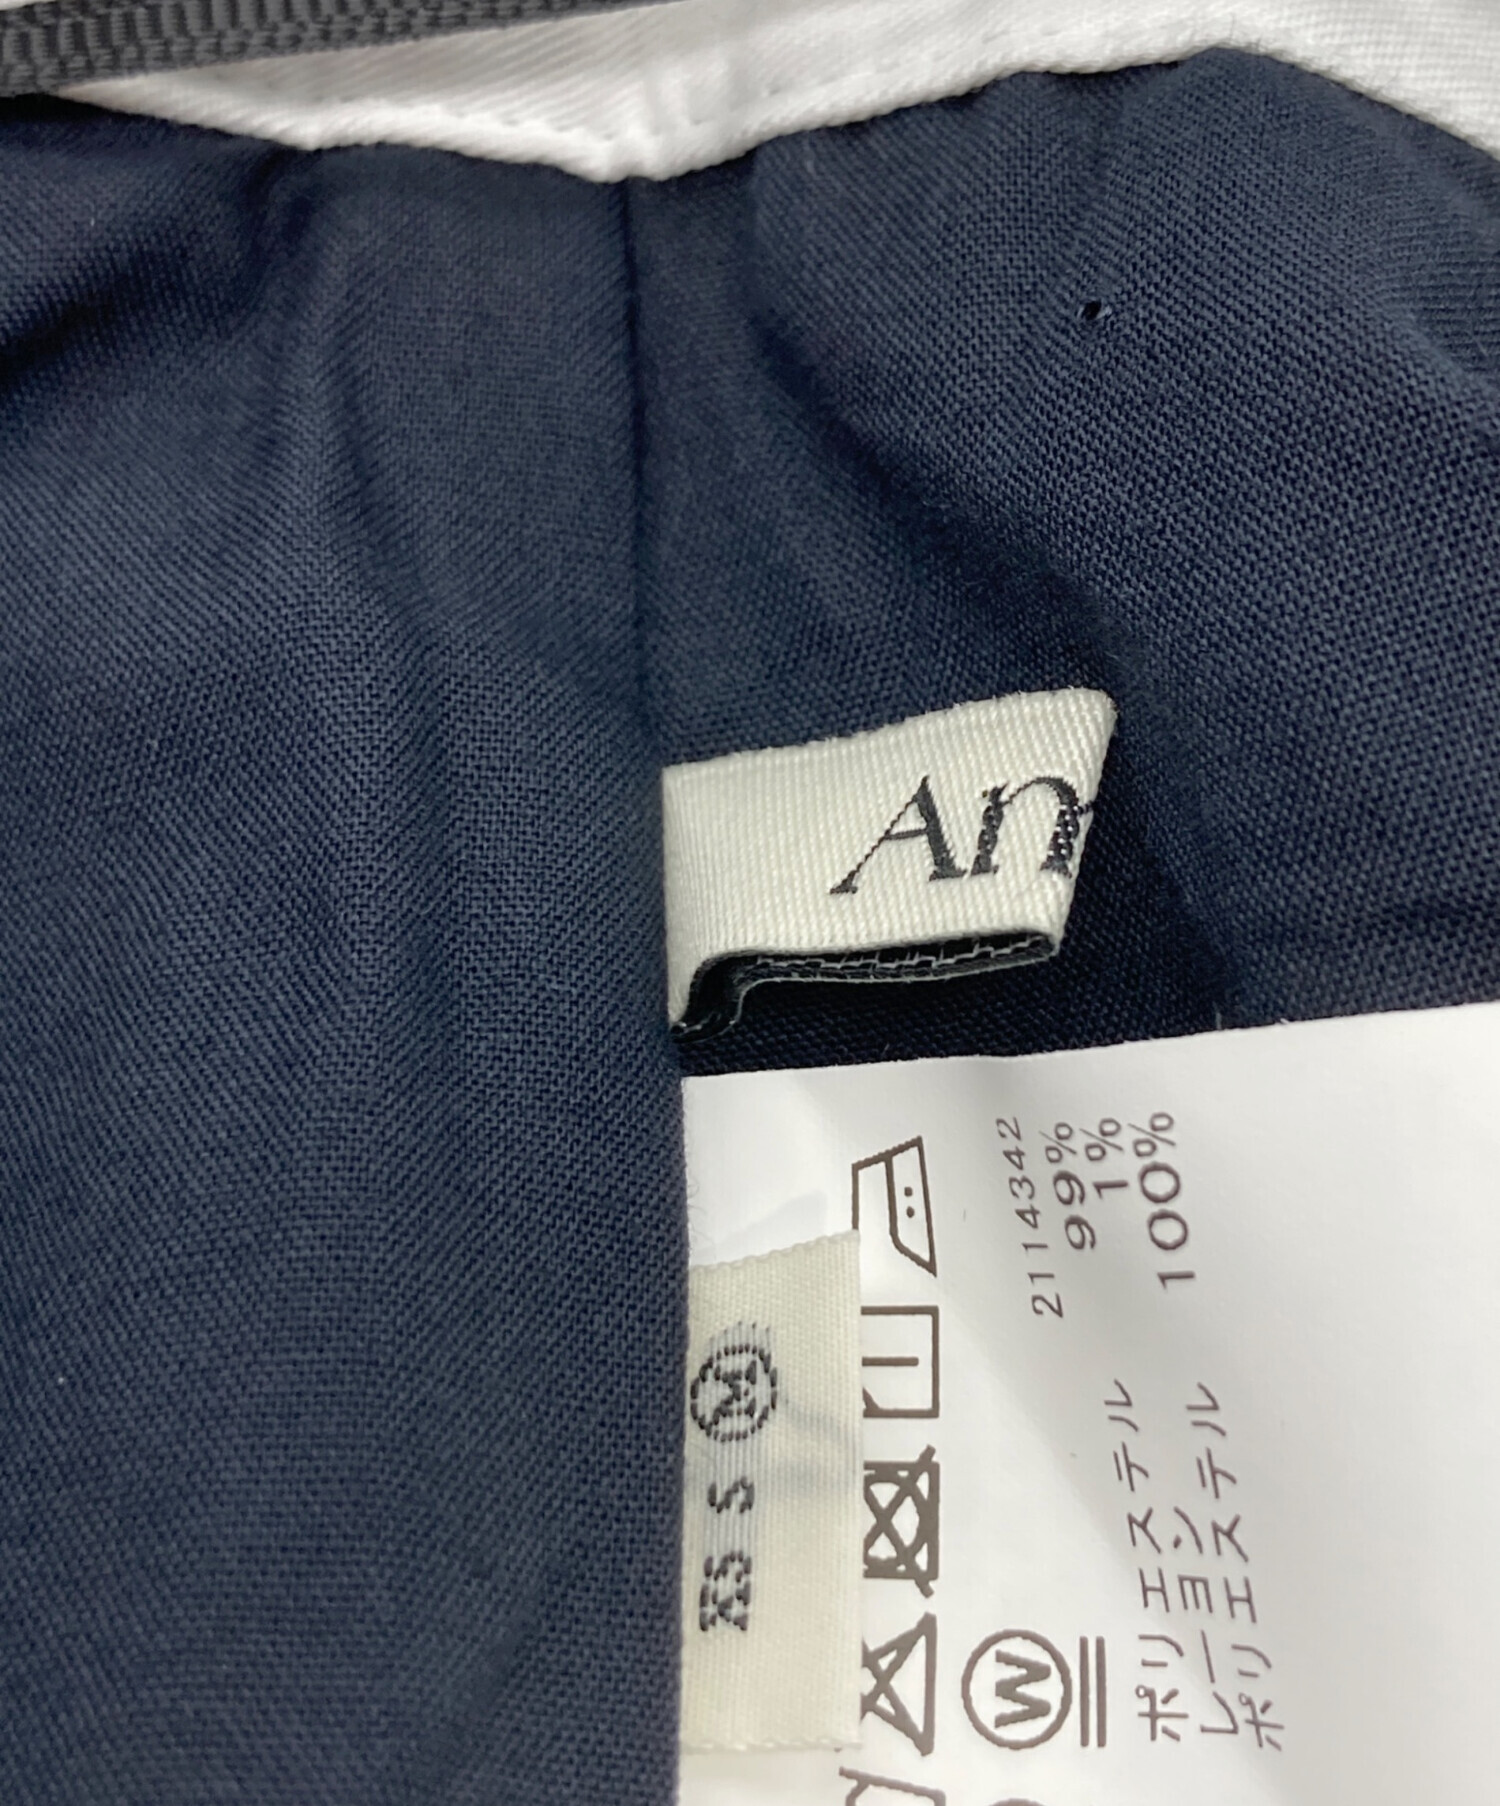 An
XS S M
2114342
ポリエステル 99%
レーヨン 1%
ポリエステル 100%
W